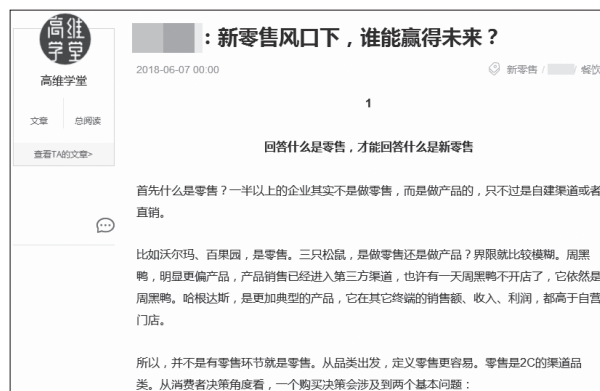 高维学堂
高维学堂
文章
总阅读
查看TA的文章>
：新零售风口下，谁能赢得未来？
2018-06-07 00:00
新零售 / / 餐饮
1
回答什么是零售，才能回答什么是新零售
首先什么是零售？一半以上的企业其实不是做零售，而是做产品的，只不过是自建渠道或者
直销。
比如沃尔玛、百果园，是零售。三只松鼠，是做零售还是做产品？界限就比较模糊。周黑
鸭，明显更偏产品，产品销售已经进入第三方渠道，也许有一天周黑鸭不开店了，它依然是
周黑鸭。哈根达斯，是更加典型的产品，它在其它终端的销售额、收入、利润，都高于自营
门店。
所以，并不是有零售环节就是零售。从品类出发，定义零售更容易。零售是2C的渠道品
类。从消费者决策角度看，一个购买决策会涉及到两个基本问题：